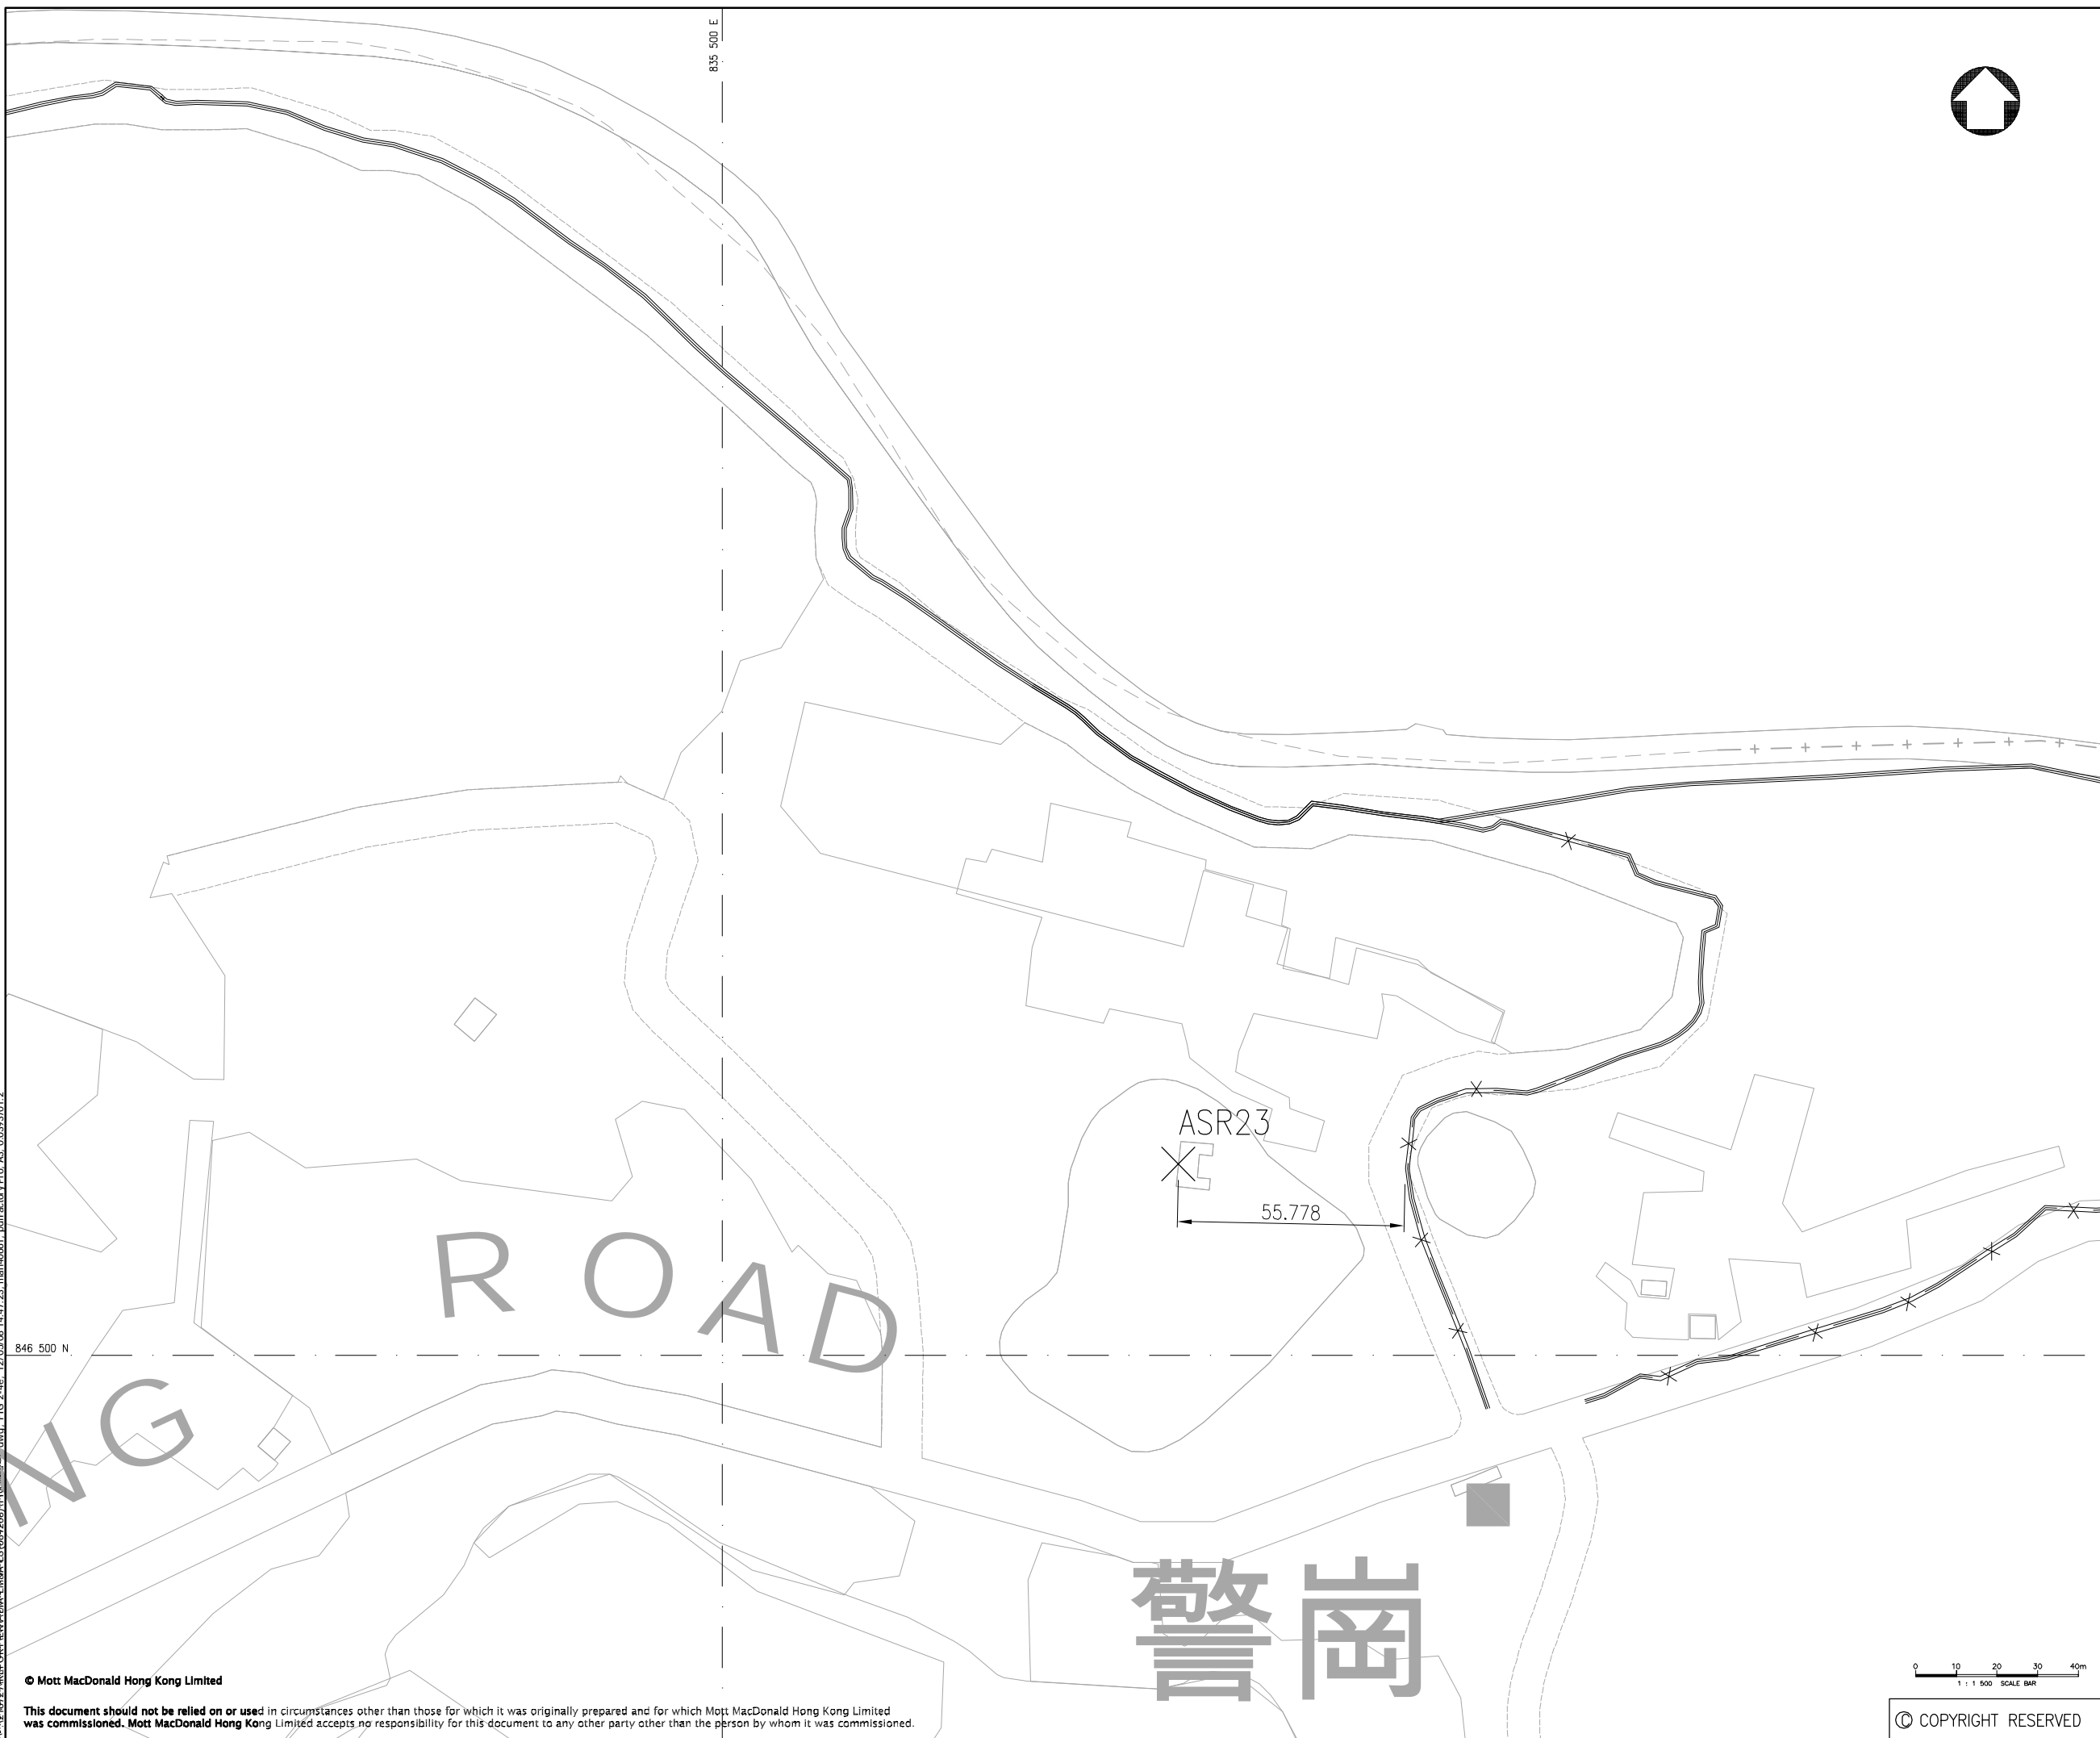 835 500 E
ASR23
55.778
ROAD
846 500 N
NG
警崗
© Mott MacDonald Hong Kong Limited
This document should not be relied on or used in circumstances other than those for which it was originally prepared and for which Mott MacDonald Hong Kong Limited
was commissioned. Mott MacDonald Hong Kong Limited accepts no responsibility for this document to any other party other than the person by whom it was commissioned.
0 10 20 30 40m
1 : 1 500 SCALE BAR
© COPYRIGHT RESERVED